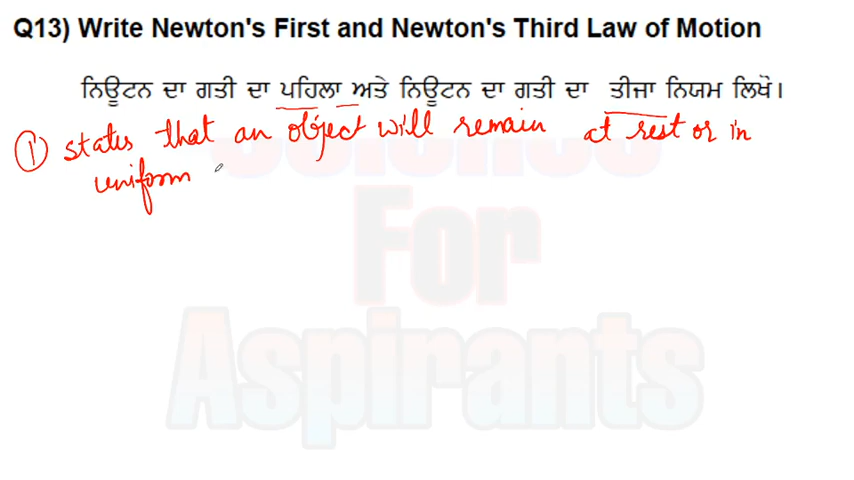 Q13) Write Newton's First and Newton's Third Law of Motion
ਨਿਊਟਨ ਦਾ ਗਤੀ ਦਾ ਪਹਿਲਾ ਅਤੇ ਨਿਊਟਨ ਦਾ ਗਤੀ ਦਾ ਤੀਜਾ ਨਿਯਮ ਲਿਖੋ।
① states that an object will remain at rest or in
uniform
Science
For
Aspirants